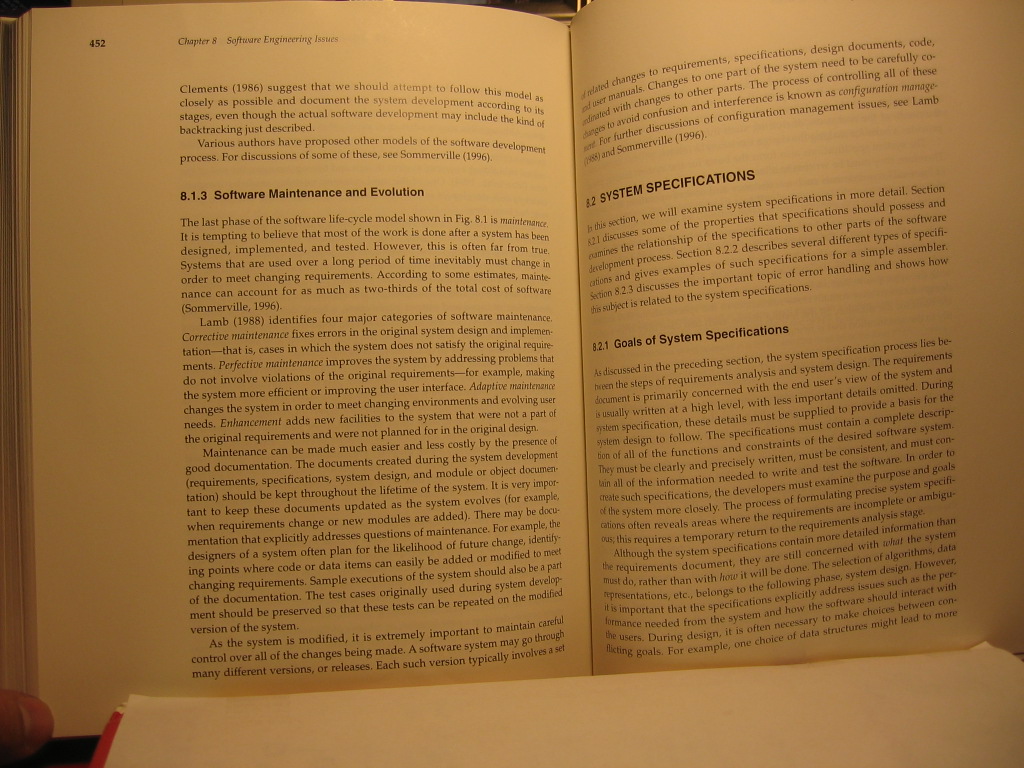 452
Chapter 8 Software Engineering Issues
Clements (1986) suggest that we should attempt to follow this model as
closely as possible and document the system development according to its
stages, even though the actual software development may include the kind of
backtracking just described.
Various authors have proposed other models of the software development
process. For discussions of some of these, see Sommerville (1996).
8.1.3 Software Maintenance and Evolution
The last phase of the software life-cycle model shown in Fig. 8.1 is maintenance.
It is tempting to believe that most of the work is done after a system has been
designed, implemented, and tested. However, this is often far from true.
Systems that are used over a long period of time inevitably must change in
order to meet changing requirements. According to some estimates, mainte-
nance can account for as much as two-thirds of the total cost of software
(Sommerville, 1996).
Lamb (1988) identifies four major categories of software maintenance.
Corrective maintenance fixes errors in the original system design and implemen-
tation—that is, cases in which the system does not satisfy the original require-
ments. Perfective maintenance improves the system by addressing problems that
do not involve violations of the original requirements—for example, making
the system more efficient or improving the user interface. Adaptive maintenance
changes the system in order to meet changing environments and evolving user
needs. Enhancement adds new facilities to the system that were not a part of
the original requirements and were not planned for in the original design.
Maintenance can be made much easier and less costly by the presence of
good documentation. The documents created during the system development
(requirements, specifications, system design, and module or object documen-
tation) should be kept throughout the lifetime of the system. It is very impor-
tant to keep these documents updated as the system evolves (for example,
when requirements change or new modules are added). There may be docu-
mentation that explicitly addresses questions of maintenance. For example, the
designers of a system often plan for the likelihood of future change, identify-
ing points where code or data items can easily be added or modified to meet
changing requirements. Sample executions of the system should also be a part
of the documentation. The test cases originally used during system develop-
ment should be preserved so that these tests can be repeated on the modified
version of the system.
As the system is modified, it is extremely important to maintain careful
control over all of the changes being made. A software system may go through
many different versions, or releases. Each such version typically involves a set
of related changes to requirements, specifications, design documents, code,
and user manuals. Changes to one part of the system need to be carefully co-
ordinated with changes to other parts. The process of controlling all of these
changes to avoid confusion and interference is known as configuration manage-
ment. For further discussions of configuration management issues, see Lamb
(1988) and Sommerville (1996).
8.2 SYSTEM SPECIFICATIONS
In this section, we will examine system specifications in more detail. Section
8.2.1 discusses some of the properties that specifications should possess and
examines the relationship of the specifications to other parts of the software
development process. Section 8.2.2 describes several different types of specifi-
cations and gives examples of such specifications for a simple assembler.
Section 8.2.3 discusses the important topic of error handling and shows how
this subject is related to the system specifications.
8.2.1 Goals of System Specifications
As discussed in the preceding section, the system specification process lies be-
tween the steps of requirements analysis and system design. The requirements
document is primarily concerned with the end user's view of the system and
is usually written at a high level, with less important details omitted. During
system specification, these details must be supplied to provide a basis for the
system design to follow. The specifications must contain a complete descrip-
tion of all of the functions and constraints of the desired software system.
They must be clearly and precisely written, must be consistent, and must con-
tain all of the information needed to write and test the software. In order to
create such specifications, the developers must examine the purpose and goals
of the system more closely. The process of formulating precise system specifi-
cations often reveals areas where the requirements are incomplete or ambigu-
ous; this requires a temporary return to the requirements analysis stage.
Although the system specifications contain more detailed information than
the requirements document, they are still concerned with what the system
must do, rather than with how it will be done. The selection of algorithms, data
representations, etc., belongs to the following phase, system design. However,
it is important that the specifications explicitly address issues such as the per-
formance needed from the system and how the software should interact with
the users. During design, it is often necessary to make choices between con-
flicting goals. For example, one choice of data structures might lead to more